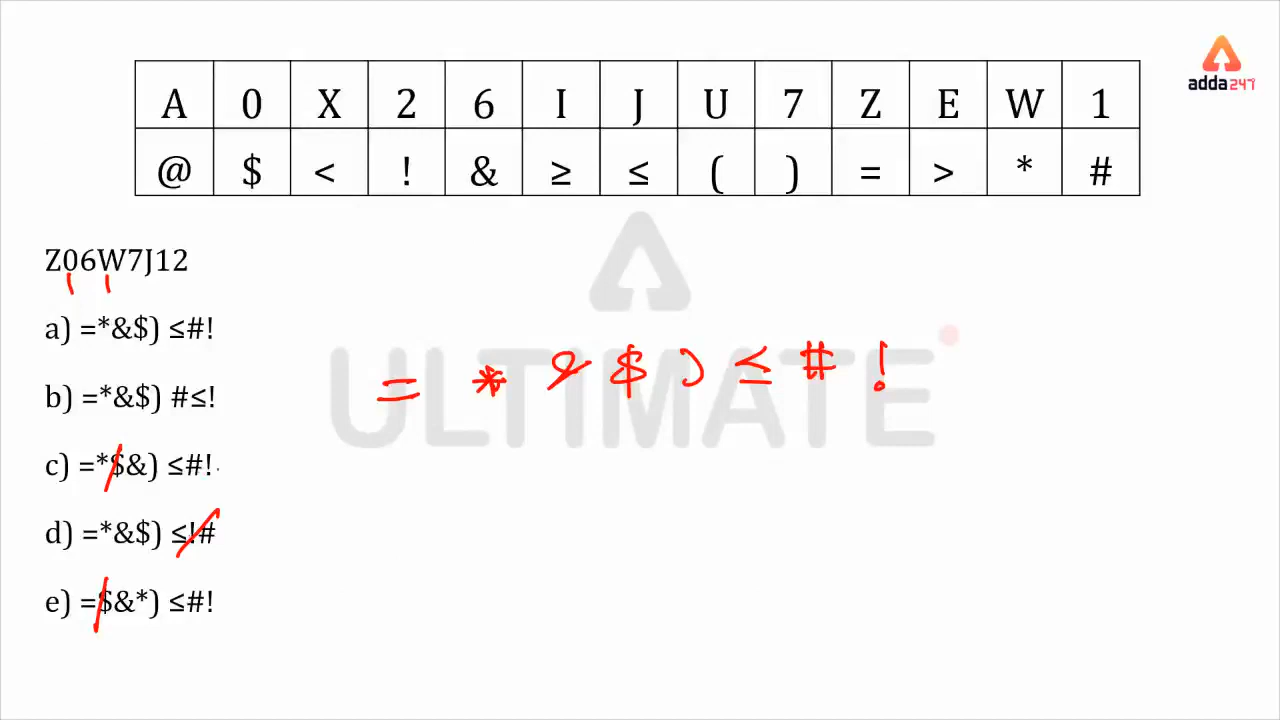 A 0 X 2 6 I J U 7 Z E W 1
@ $ < ! & ≥ ≤ ( ) = > * #
adda247
Z06W7J12
a) =*&$) ≤#!
b) =*&$) #≤!
c) =*$&) ≤#!
d) =*&$) ≤!#
e) =$&*) ≤#!
= * & $ ) ≤ # !
ULTIMATE